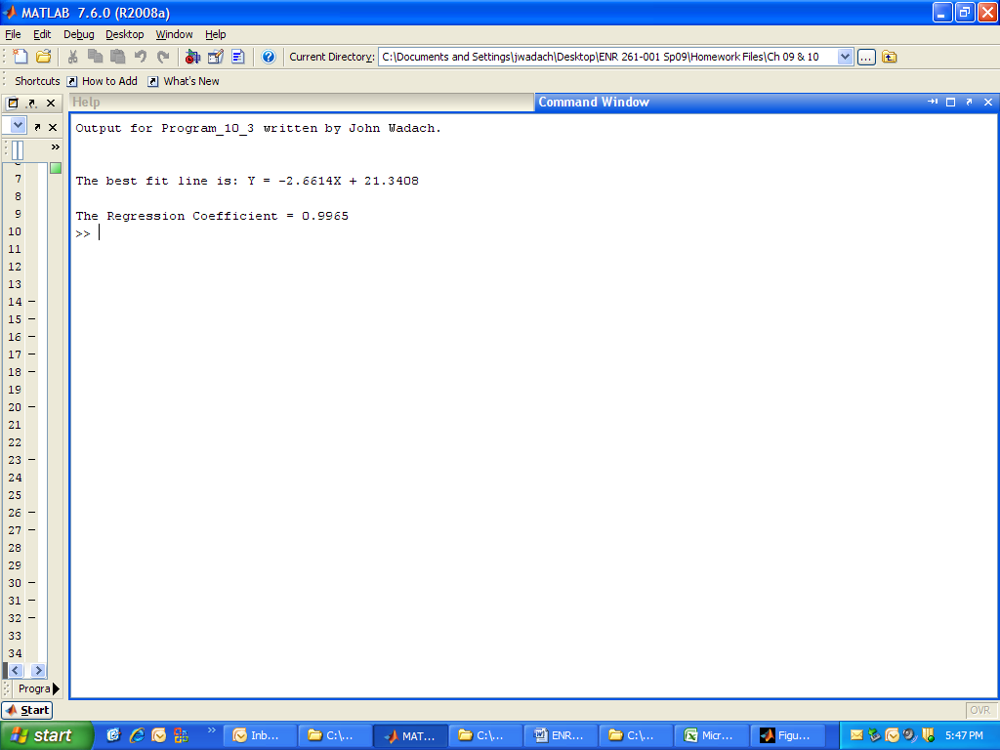 MATLAB 7.6.0 (R2008a)
File Edit Debug Desktop Window Help
Current Directory: C:\Documents and Settings\jwadach\Desktop\ENR 261-001 Sp09\Homework Files\Ch 09 & 10 ...
Shortcuts How to Add What's New
Help Command Window
Output for Program_10_3 written by John Wadach.
The best fit line is: Y = -2.6614X + 21.3408
The Regression Coefficient = 0.9965
>>
7
8
9
10
11
12
13
14 –
15 –
16 –
17 –
18 –
19
20 –
21
22
23 –
24
25
26 –
27 –
28
29
30 –
31 –
32 –
33
34
Progra
Start OVR
start Inb... C:\... MAT... C:\... ENR... C:\... Micr... Figu... 5:47 PM